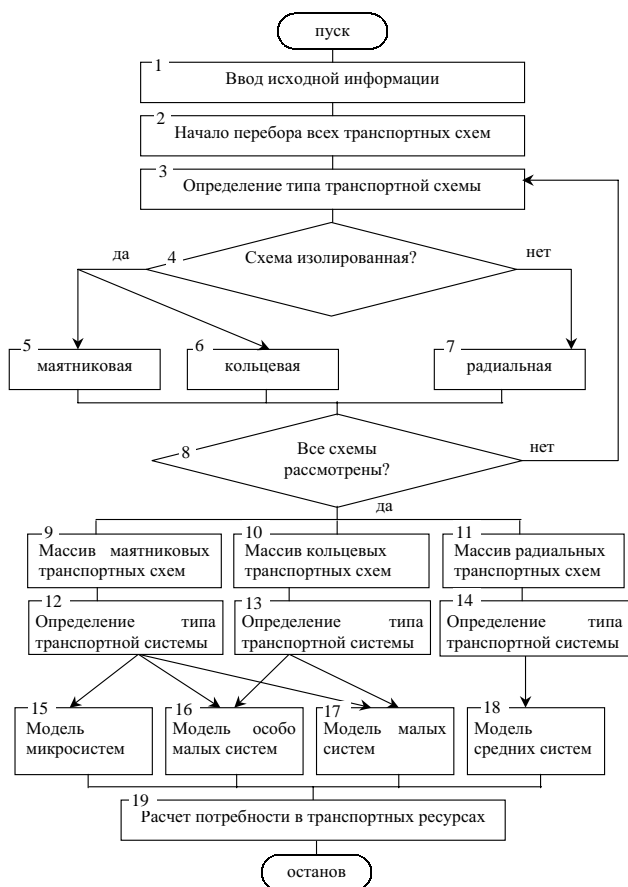 пуск
1
Ввод исходной информации
2
Начало перебора всех транспортных схем
3
Определение типа транспортной схемы
да
4
Схема изолированная?
нет
5
маятниковая
6
кольцевая
7
радиальная
8
Все схемы
рассмотрены?
нет
да
9
Массив маятниковых
транспортных схем
10
Массив кольцевых
транспортных схем
11
Массив радиальных
транспортных схем
12
Определение типа
транспортной системы
13
Определение типа
транспортной системы
14
Определение типа
транспортной системы
15
Модель
микросистем
16
Модель особо
малых систем
17
Модель малых
систем
18
Модель
средних систем
19
Расчет потребности в транспортных ресурсах
останов